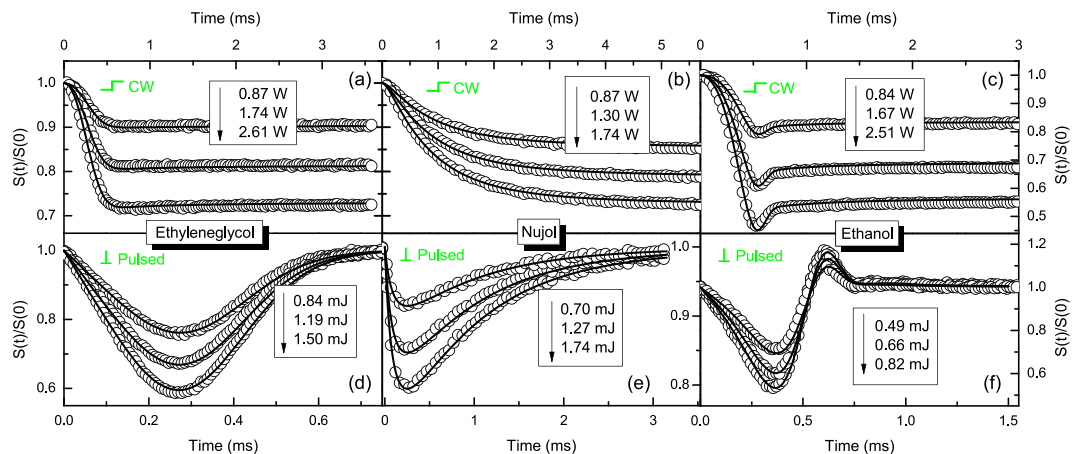 Time (ms) Time (ms) Time (ms)
0 1 2 3 0 1 2 3 4 5 0 1 2 3
(a) (b) (c)
CW CW CW
0.87 W
1.74 W
2.61 W
0.87 W
1.30 W
1.74 W
0.84 W
1.67 W
2.51 W
S(t)/S(0)
1.0
0.9
0.8
0.7
S(t)/S(0)
1.0
0.9
0.8
0.7
0.6
0.5
Ethyleneglycol Nujol Ethanol
Pulsed Pulsed Pulsed
0.84 mJ
1.19 mJ
1.50 mJ
0.70 mJ
1.27 mJ
1.74 mJ
0.49 mJ
0.66 mJ
0.82 mJ
(d) (e) (f)
S(t)/S(0)
1.0
0.8
0.6
1.0
0.9
0.8
S(t)/S(0)
1.2
1.0
0.8
0.6
0.0 0.2 0.4 0.6 0 1 2 3 0.0 0.5 1.0 1.5
Time (ms) Time (ms) Time (ms)